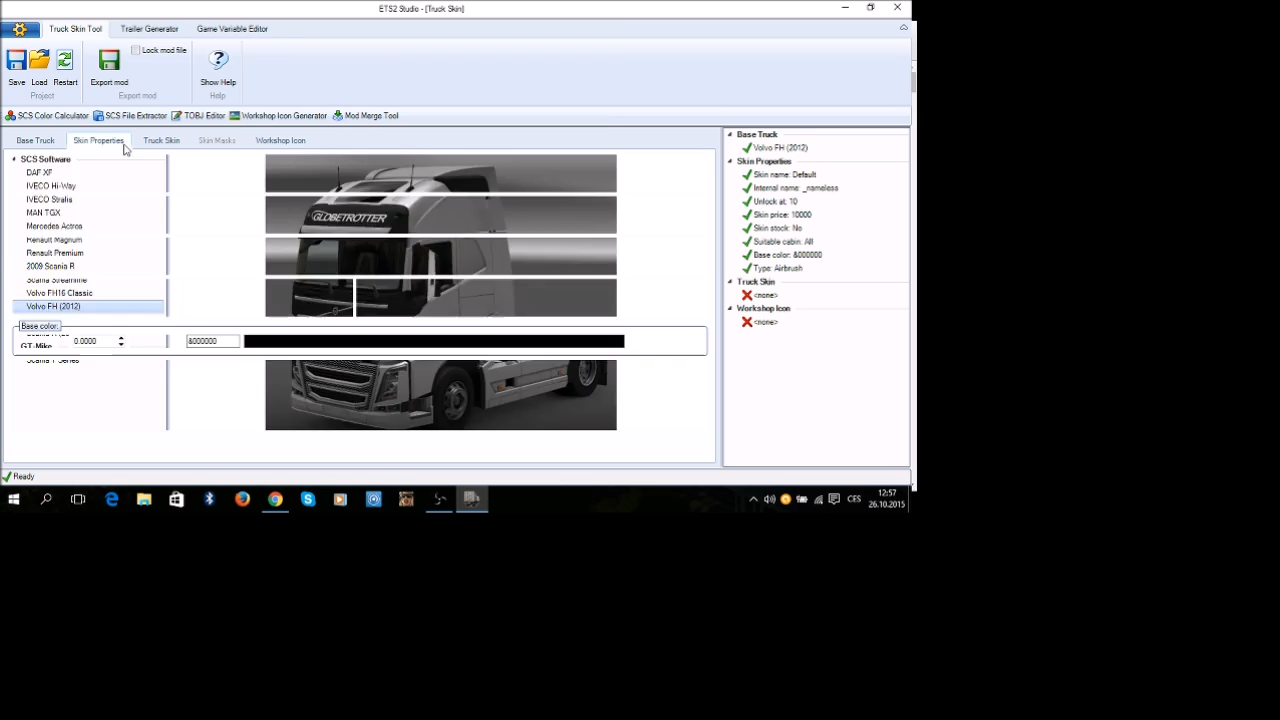 ETS2 Studio - [Truck Skin]
Truck Skin Tool Trailer Generator Game Variable Editor
Lock mod file
Save Load Restart Export mod Show Help
Project Export mod Help
SCS Color Calculator SCS File Extractor TOBJ Editor Workshop Icon Generator Mod Merge Tool
Base Truck Skin Properties Truck Skin Skin Masks Workshop Icon
SCS Software
DAF XF
IVECO Hi-Way
IVECO Stralis
MAN TGX
Mercedes Actros
Renault Magnum
Renault Premium
2009 Scania R
Scania Streamline
Volvo FH16 Classic
Volvo FH (2012)
Base color:
GT-Mike 0.0000 &000000
Scania T Series
GLOBETROTTER
Base Truck
Volvo FH (2012)
Skin Properties
Skin name: Default
Internal name: _nameless
Unlock at: 10
Skin price: 10000
Skin stock: No
Suitable cabin: All
Base color: &000000
Type: Airbrush
Truck Skin
<none>
Workshop Icon
<none>
Ready
CES
12:57
26.10.2015